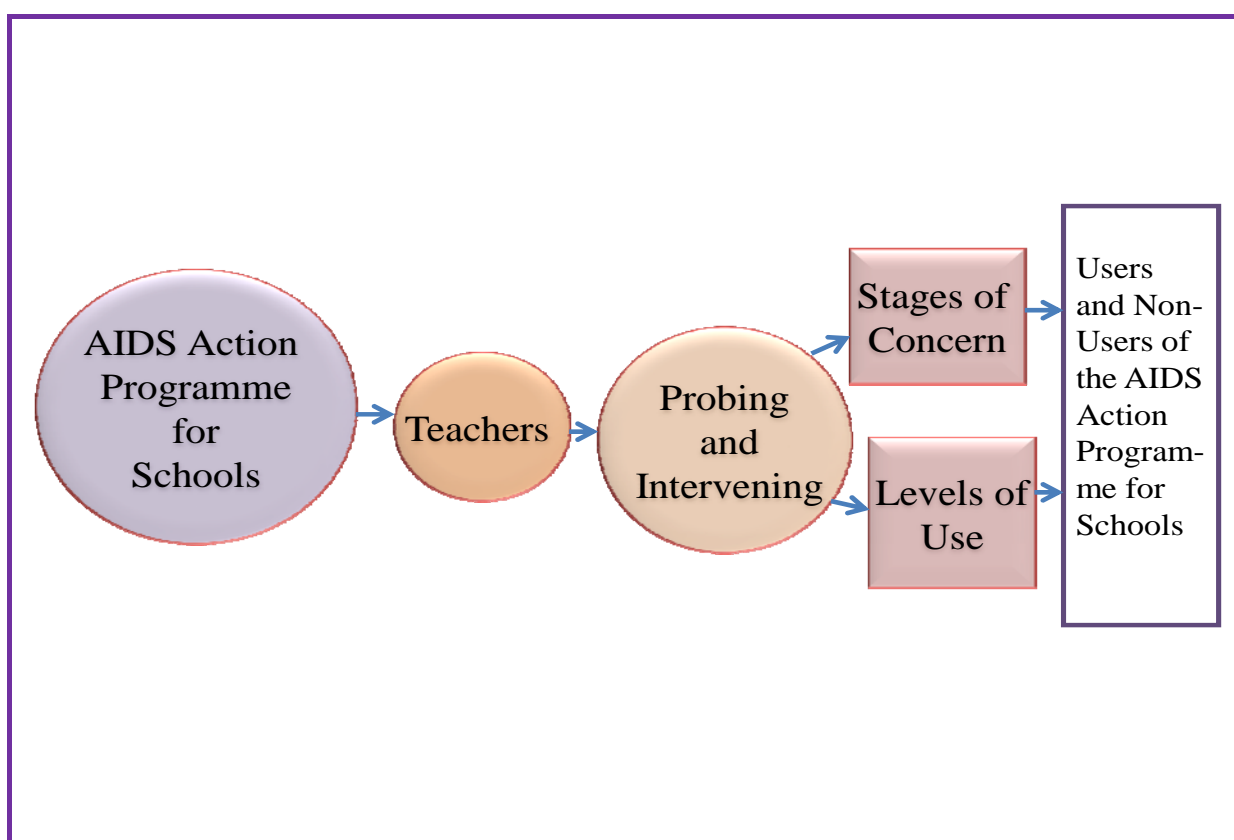 AIDS Action
Programme
for
Schools
Teachers
Probing
and
Intervening
Stages of
Concern
Levels of
Use
Users
and Non-
Users of
the AIDS
Action
Program-
me for
Schools